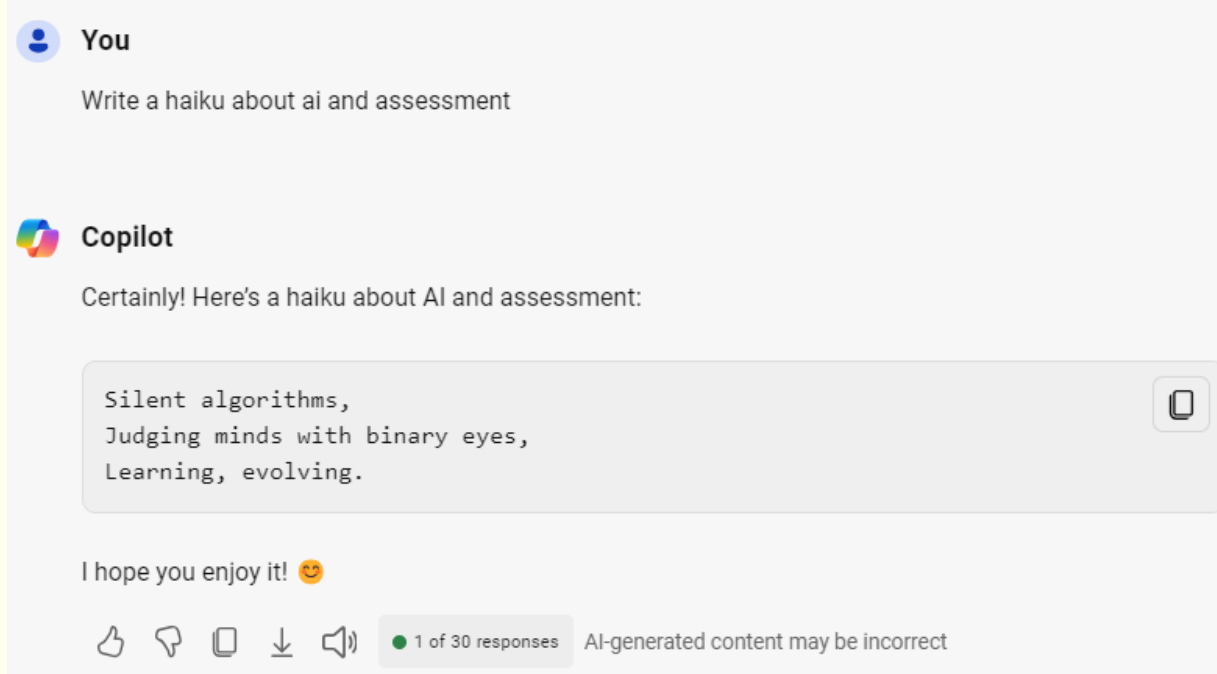 You
Write a haiku about ai and assessment
Copilot
Certainly! Here’s a haiku about AI and assessment:
Silent algorithms,
Judging minds with binary eyes,
Learning, evolving.
I hope you enjoy it! 😊
1 of 30 responses AI-generated content may be incorrect